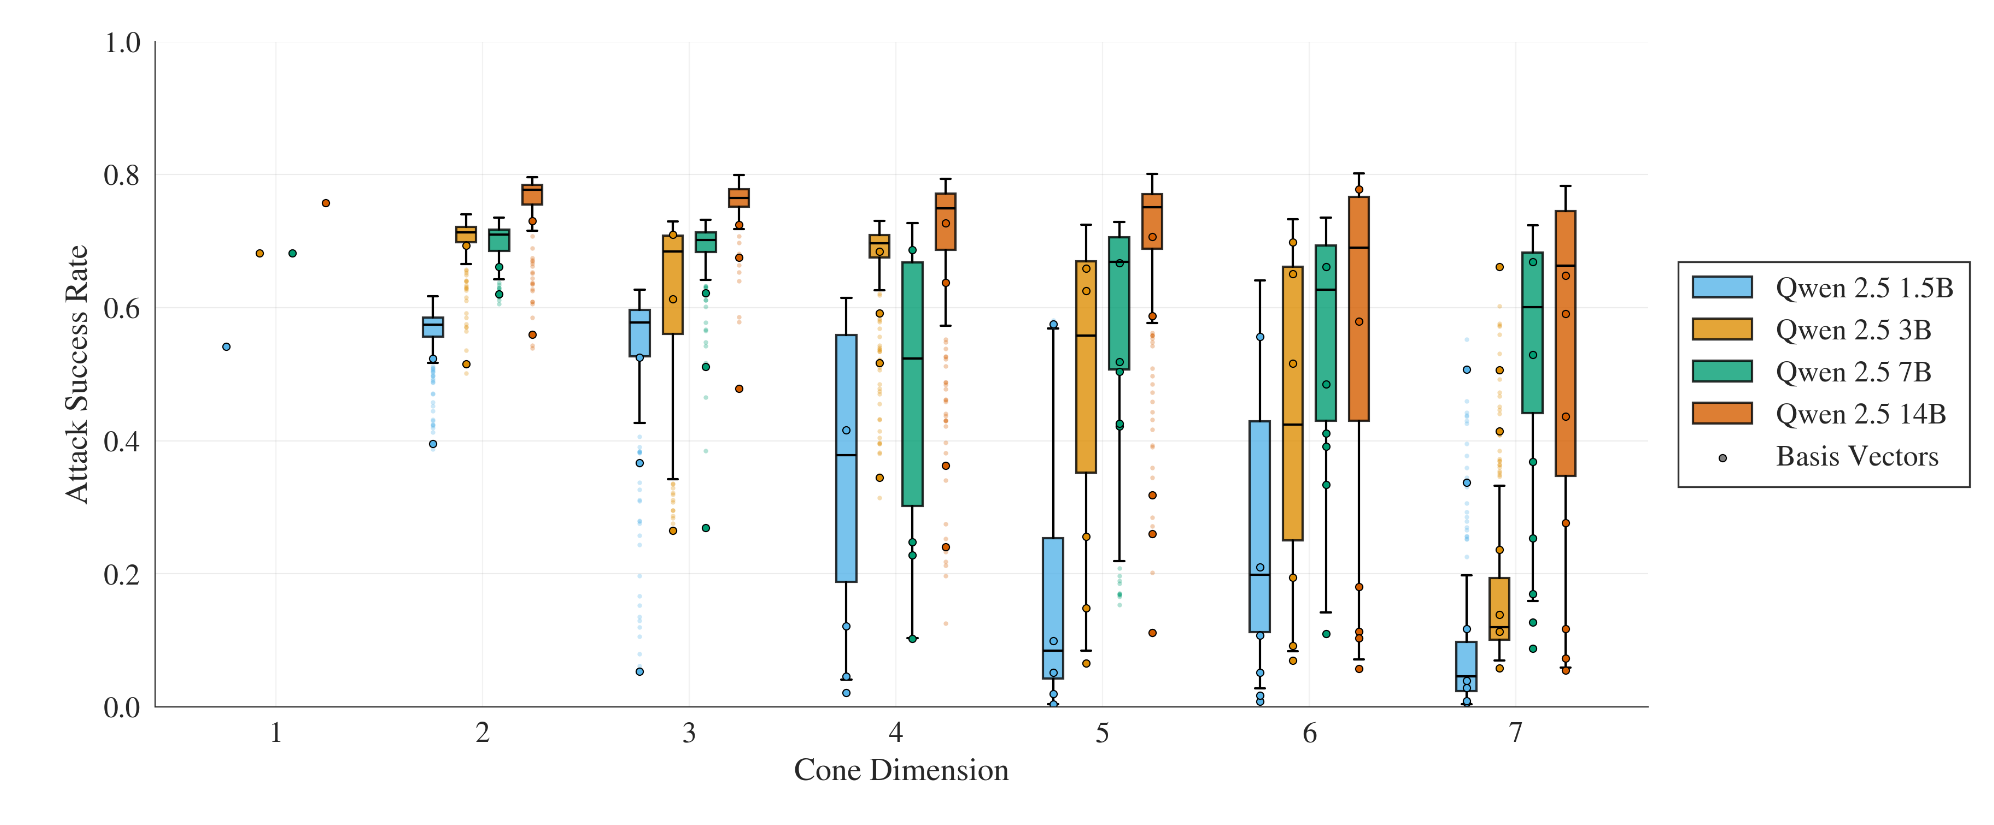 1.0
0.8
0.6
0.4
0.2
0.0
Attack Success Rate
1 2 3 4 5 6 7
Cone Dimension
Qwen 2.5 1.5B
Qwen 2.5 3B
Qwen 2.5 7B
Qwen 2.5 14B
Basis Vectors